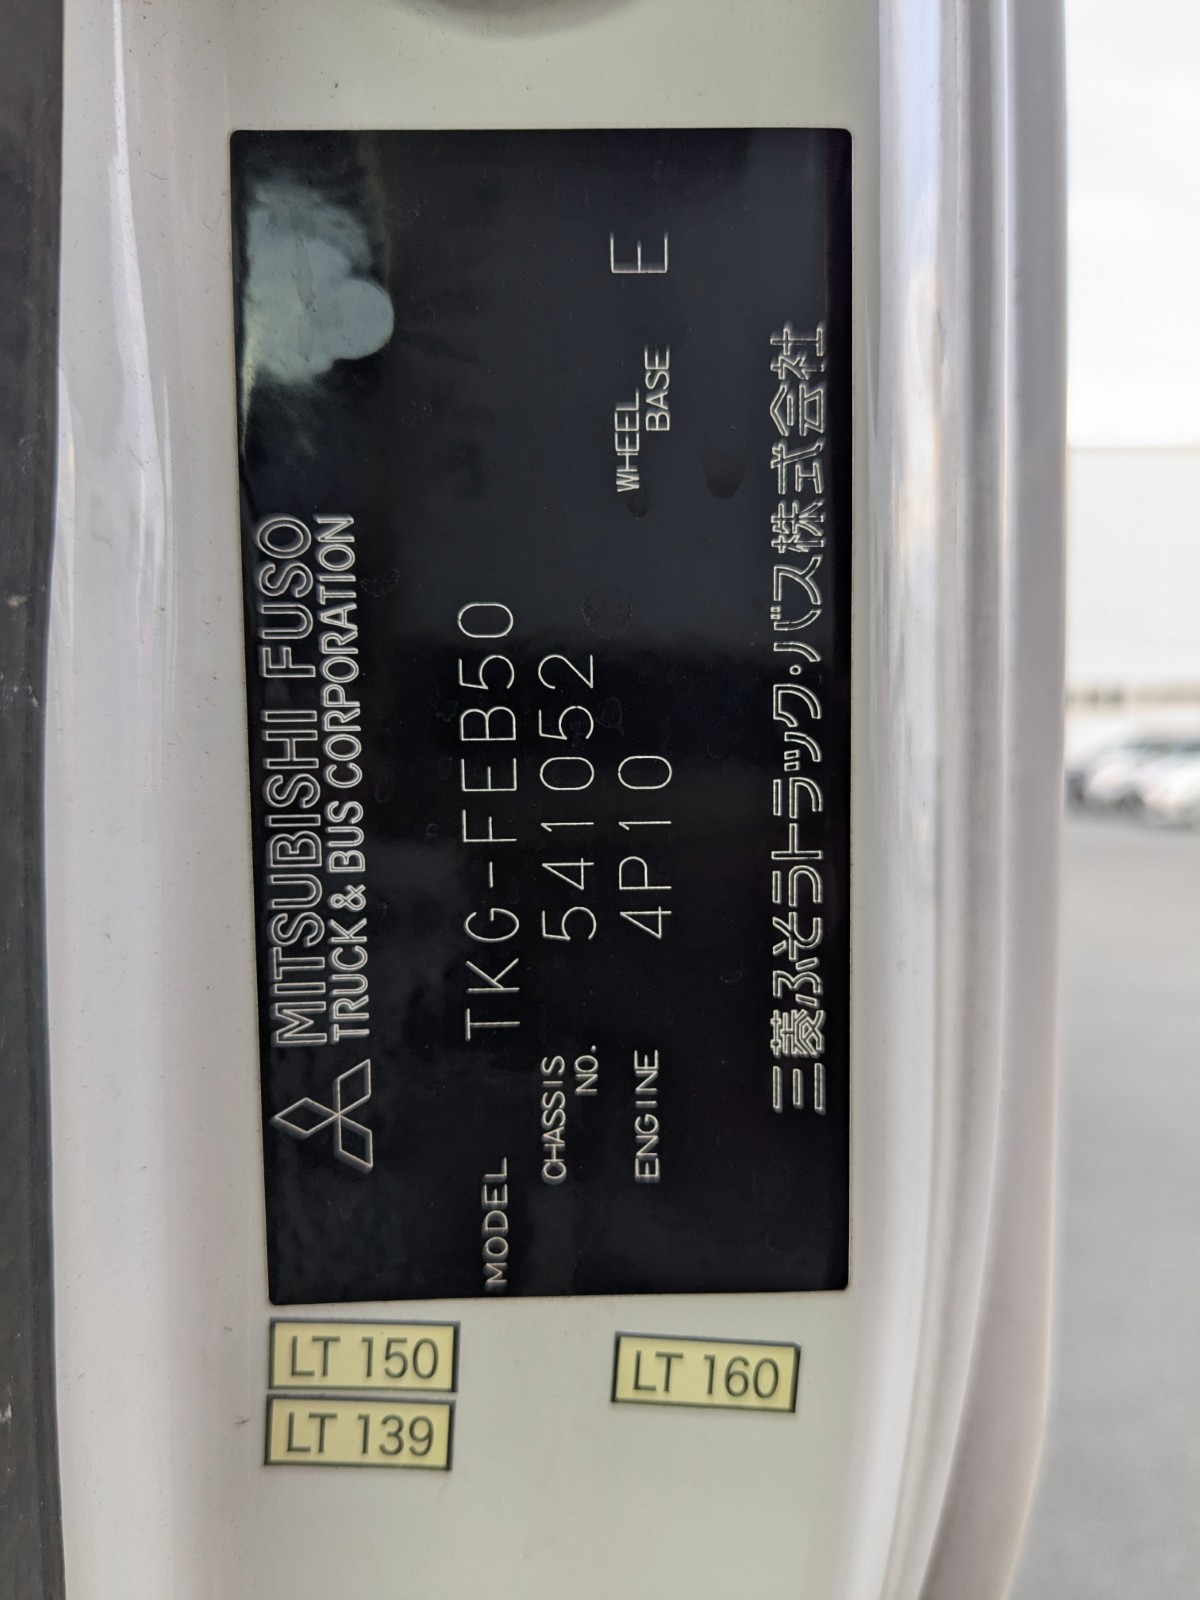 MITSUBISHI FUSO
TRUCK & BUS CORPORATION
MODEL TKG-FEB50
CHASSIS NO. 541052
ENGINE 4P10
WHEEL BASE E
三菱ふそうトラック・バス株式会社
LT 150
LT 139
LT 160